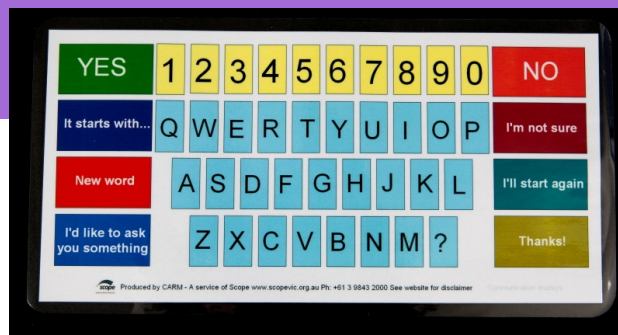 YES 1 2 3 4 5 6 7 8 9 0 NO
It starts with... Q W E R T Y U I O P I'm not sure
New word A S D F G H J K L I'll start again
I'd like to ask
you something Z X C V B N M ? Thanks!
scope Produced by CARM - A service of Scope www.scopevic.org.au Ph: +61 3 9843 2000 See website for disclaimer